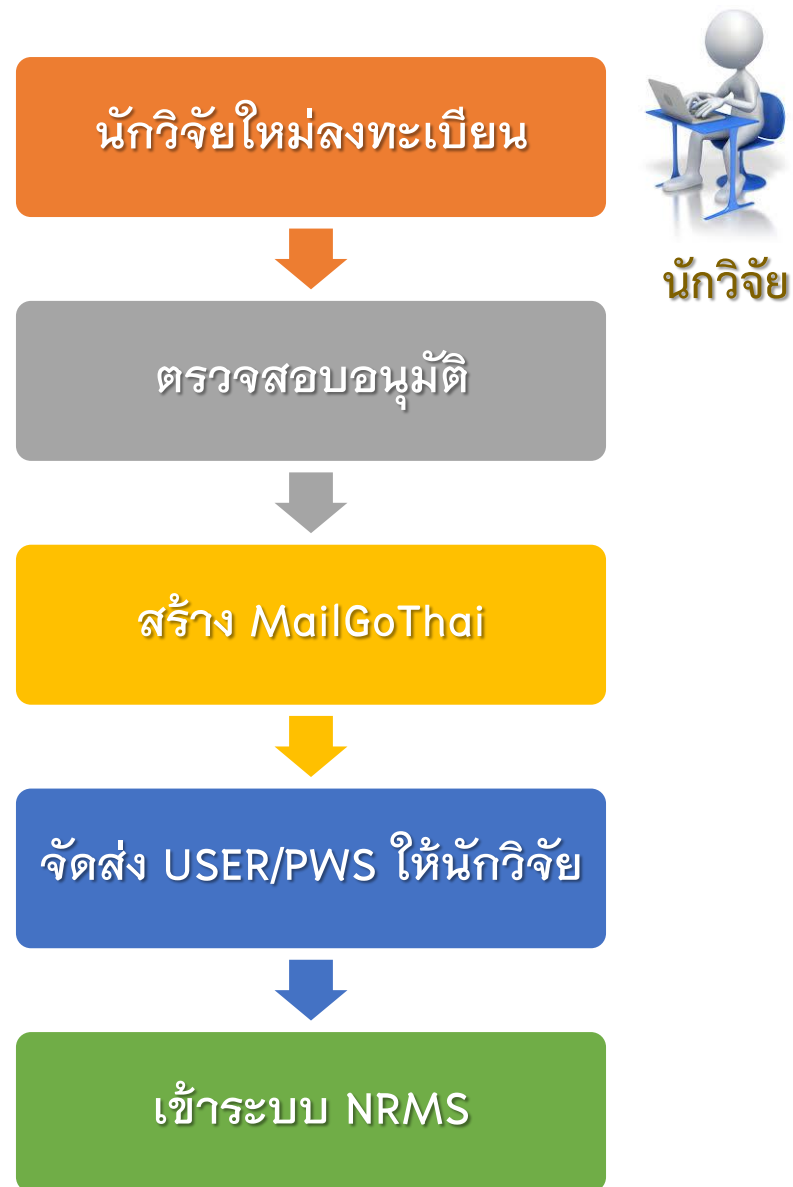 นักวิจัยใหม่ลงทะเบียน
นักวิจัย
ตรวจสอบอนุมัติ
สร้าง MailGoThai
จัดส่ง USER/PWS ให้นักวิจัย
เข้าระบบ NRMS